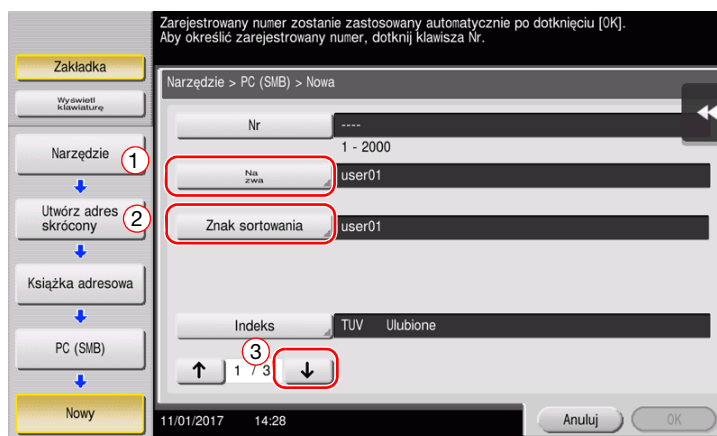 Zarejestrowany numer zostanie zastosowany automatycznie po dotknięciu [OK].
Aby określić zarejestrowany numer, dotknij klawisza Nr.
Zakładka
Wyświetl
klawiaturę
Narzędzie
1
Utwórz adres
skrócony
2
Książka adresowa
PC (SMB)
Nowy
Narzędzie > PC (SMB) > Nowa
Nr
----
1 - 2000
Na
zwa
user01
Znak sortowania
user01
Indeks
TUV Ulubione
3
↑ 1 / 3 ↓
11/01/2017 14:28
Anuluj
OK